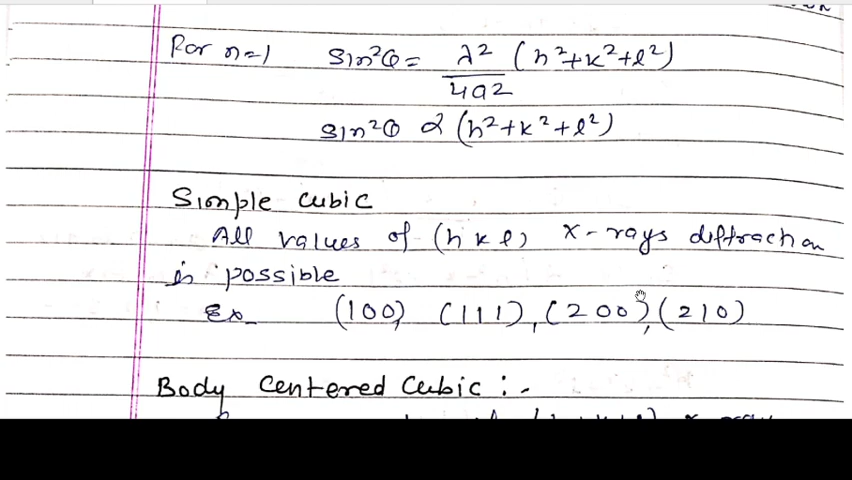 For n=1 Sin²θ = λ²/4a² (h²+k²+l²)
sin²θ ∝ (h²+k²+l²)
Simple cubic
All values of (h k l) x-rays diffraction
is possible
Ex. (100), (111), (200), (210)
Body Centered Cubic :-